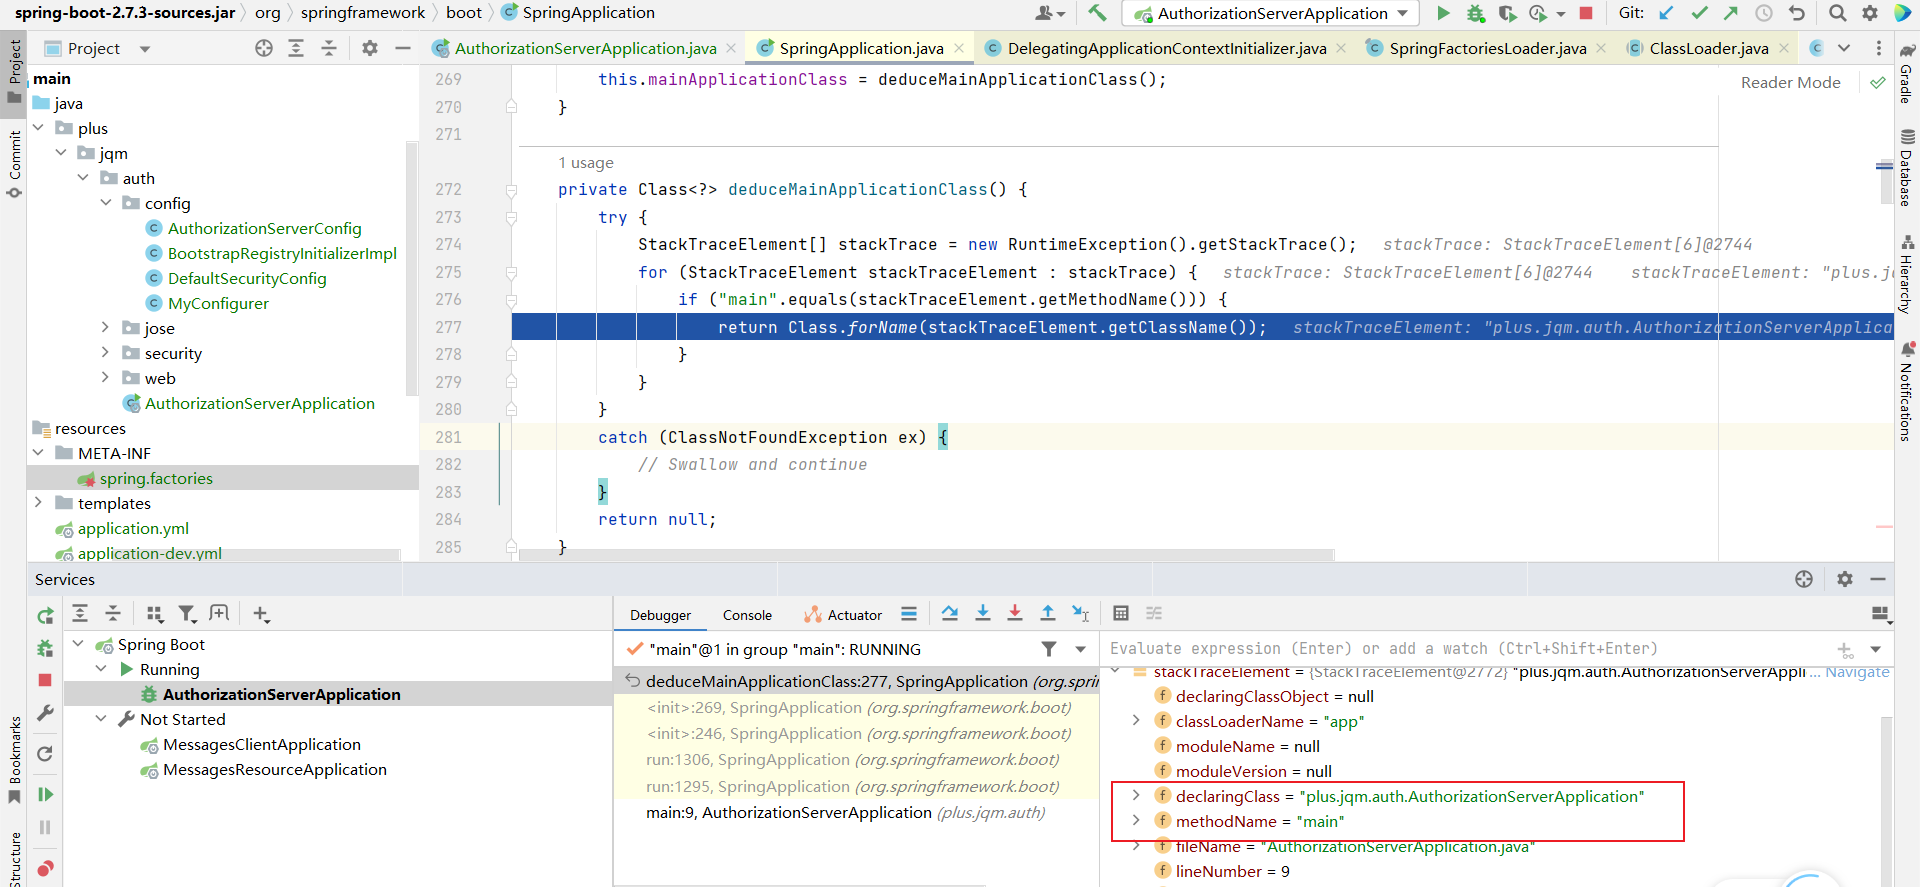 spring-boot-2.7.3-sources.jar › org › springframework › boot › SpringApplication
AuthorizationServerApplication
Git:
Project
AuthorizationServerApplication.java
SpringApplication.java
DelegatingApplicationContextInitializer.java
SpringFactoriesLoader.java
ClassLoader.java
Project
Commit
Bookmarks
Structure
main
java
plus
jqm
auth
config
AuthorizationServerConfig
BootstrapRegistryInitializerImpl
DefaultSecurityConfig
MyConfigurer
jose
security
web
AuthorizationServerApplication
resources
META-INF
spring.factories
templates
application.yml
application-dev.yml
Reader Mode
269 this.mainApplicationClass = deduceMainApplicationClass();
270 }
271
1 usage
272 private Class<?> deduceMainApplicationClass() {
273 try {
274 StackTraceElement[] stackTrace = new RuntimeException().getStackTrace(); stackTrace: StackTraceElement[6]@2744
275 for (StackTraceElement stackTraceElement : stackTrace) { stackTrace: StackTraceElement[6]@2744 stackTraceElement: "plus.jq
276 if ("main".equals(stackTraceElement.getMethodName())) {
277 return Class.forName(stackTraceElement.getClassName()); stackTraceElement: "plus.jqm.auth.AuthorizationServerApplica
278 }
279 }
280 }
281 catch (ClassNotFoundException ex) {
282 // Swallow and continue
283 }
284 return null;
285 }
Gradle
Database
Hierarchy
Notifications
Services
Spring Boot
Running
AuthorizationServerApplication
Not Started
MessagesClientApplication
MessagesResourceApplication
Debugger
Console
Actuator
"main"@1 in group "main": RUNNING
deduceMainApplicationClass:277, SpringApplication (org.sprin
<init>:269, SpringApplication (org.springframework.boot)
<init>:246, SpringApplication (org.springframework.boot)
run:1306, SpringApplication (org.springframework.boot)
run:1295, SpringApplication (org.springframework.boot)
main:9, AuthorizationServerApplication (plus.jqm.auth)
Evaluate expression (Enter) or add a watch (Ctrl+Shift+Enter)
stackTraceElement = {StackTraceElement@2772} "plus.jqm.auth.AuthorizationServerAppli ... Navigate
declaringClassObject = null
classLoaderName = "app"
moduleName = null
moduleVersion = null
declaringClass = "plus.jqm.auth.AuthorizationServerApplication"
methodName = "main"
fileName = "AuthorizationServerApplication.java"
lineNumber = 9